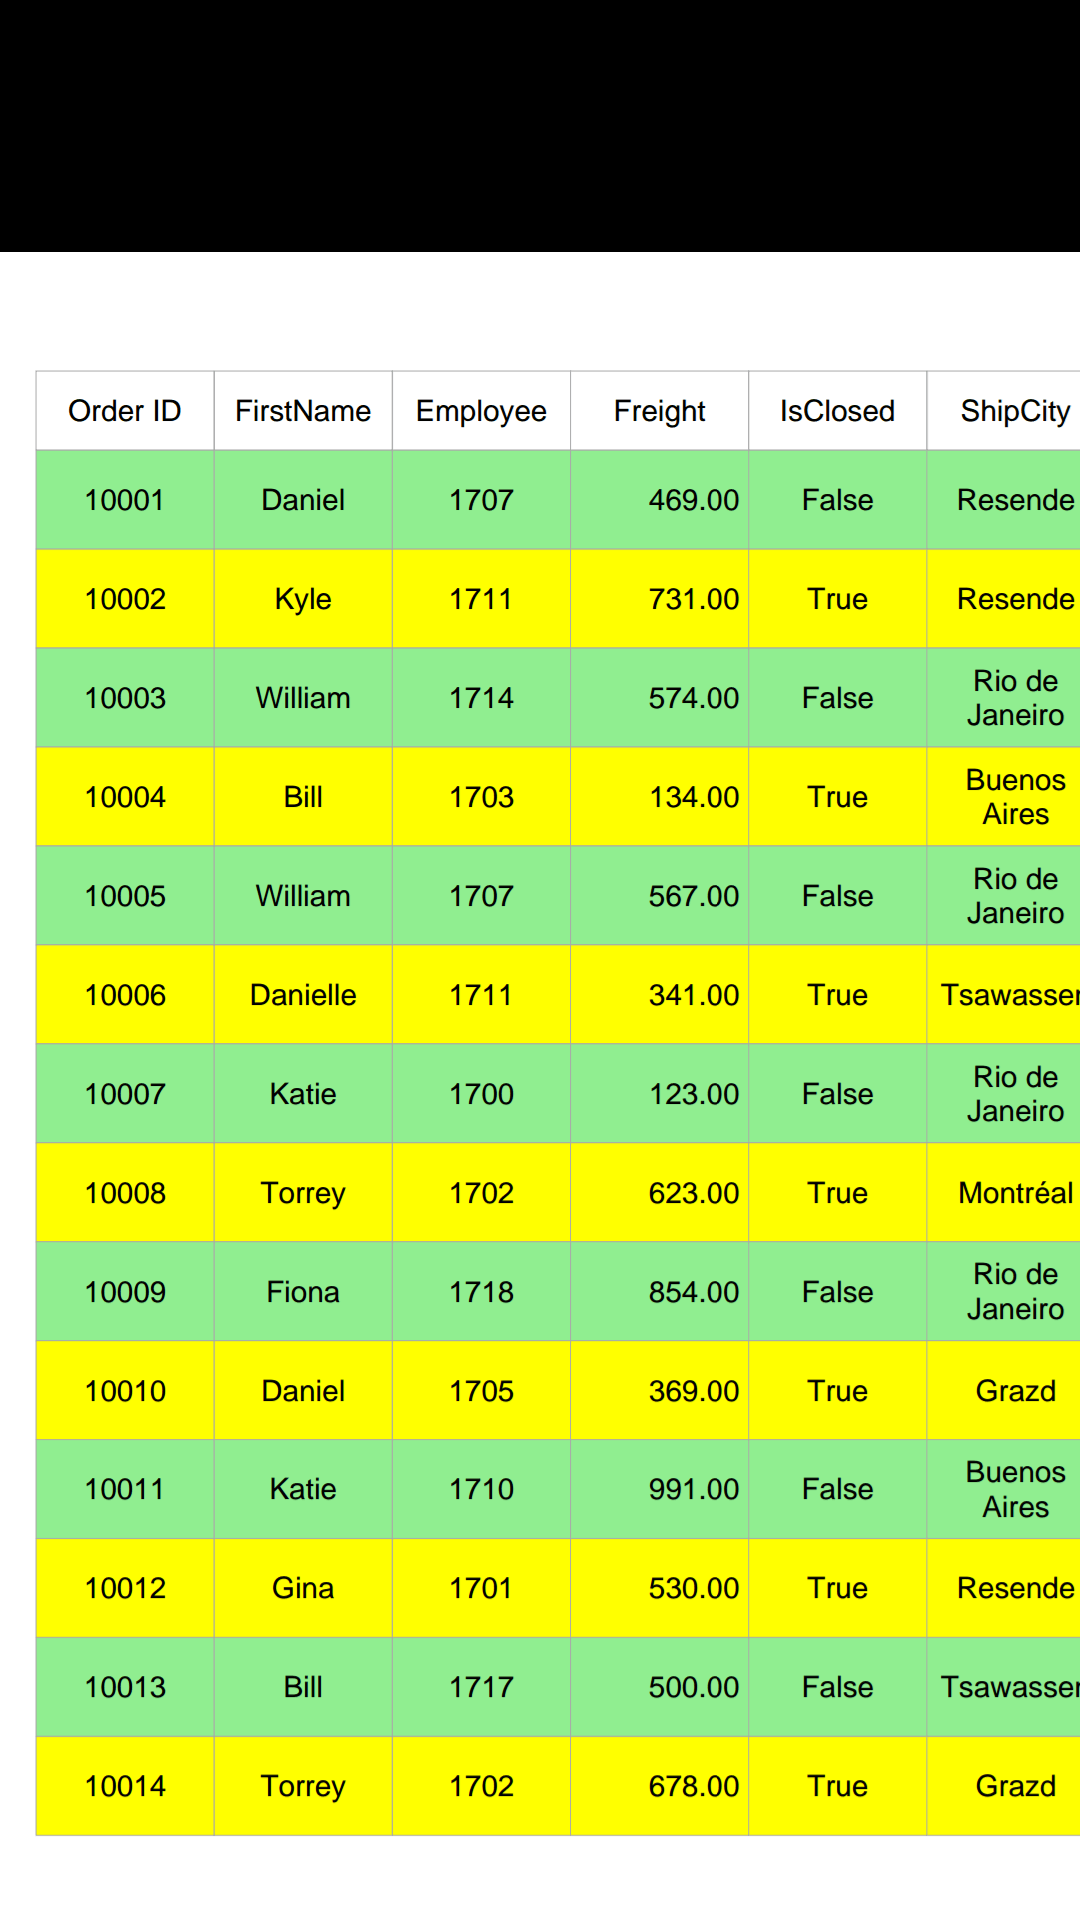 Order ID FirstName Employee Freight IsClosed ShipCity
10001 Daniel 1707 469.00 False Resende
10002 Kyle 1711 731.00 True Resende
10003 William 1714 574.00 False Rio de
Janeiro
10004 Bill 1703 134.00 True Buenos
Aires
10005 William 1707 567.00 False Rio de
Janeiro
10006 Danielle 1711 341.00 True
10007 Katie 1700 123.00 False Rio de
Janeiro
10008 Torrey 1702 623.00 True Montréal
10009 Fiona 1718 854.00 False Rio de
Janeiro
10010 Daniel 1705 369.00 True Grazd
10011 Katie 1710 991.00 False Buenos
Aires
10012 Gina 1701 530.00 True Resende
10013 Bill 1717 500.00 False
10014 Torrey 1702 678.00 True Grazd